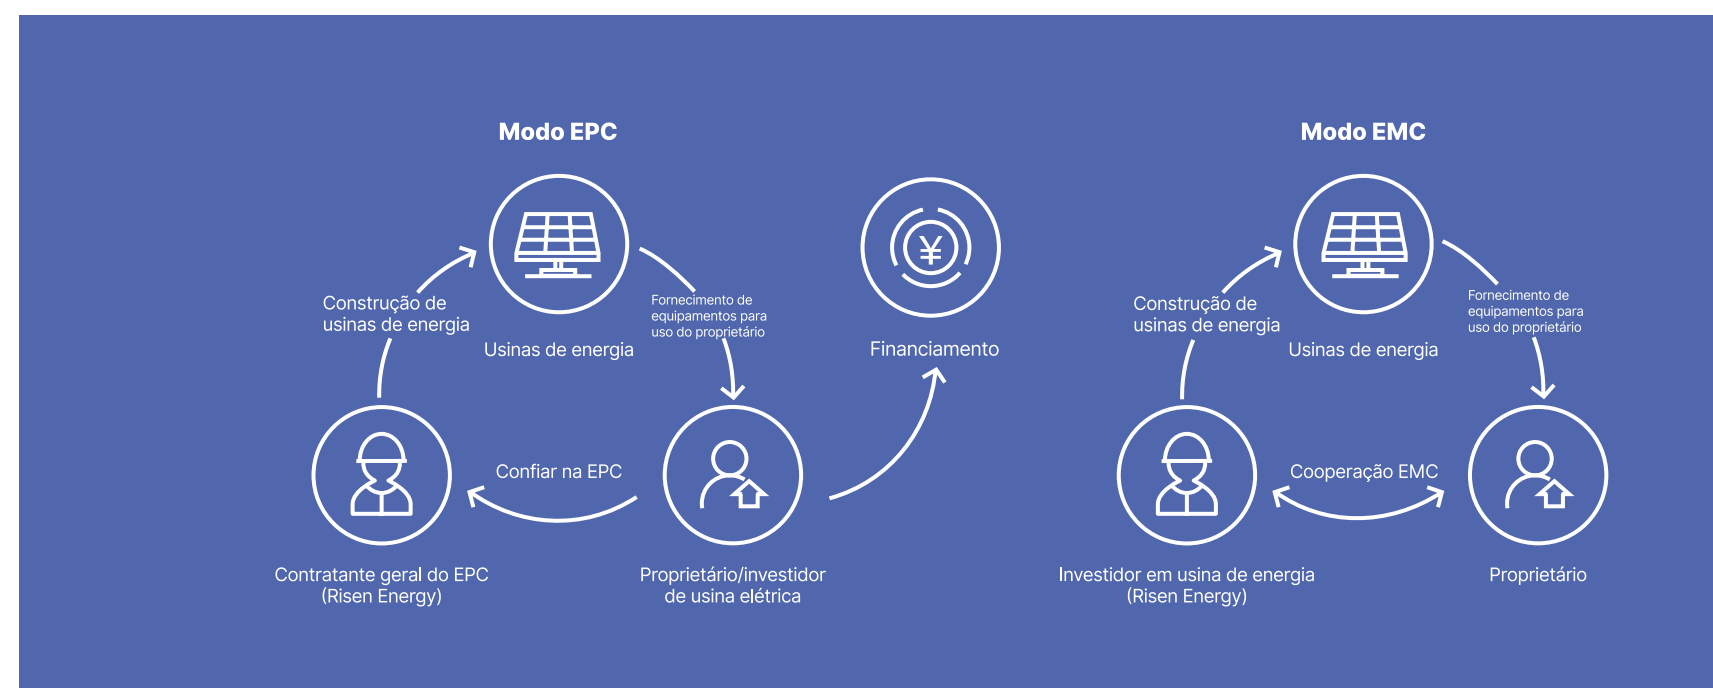 Modo EPC
Construção de
usinas de energia
Usinas de energia
Fornecimento de
equipamentos para
uso do proprietário
¥
Financiamento
Confiar na EPC
Contratante geral do EPC
(Risen Energy)
Proprietário/investidor
de usina elétrica
Modo EMC
Construção de
usinas de energia
Usinas de energia
Fornecimento de
equipamentos para
uso do proprietário
Cooperação EMC
Investidor em usina de energia
(Risen Energy)
Proprietário